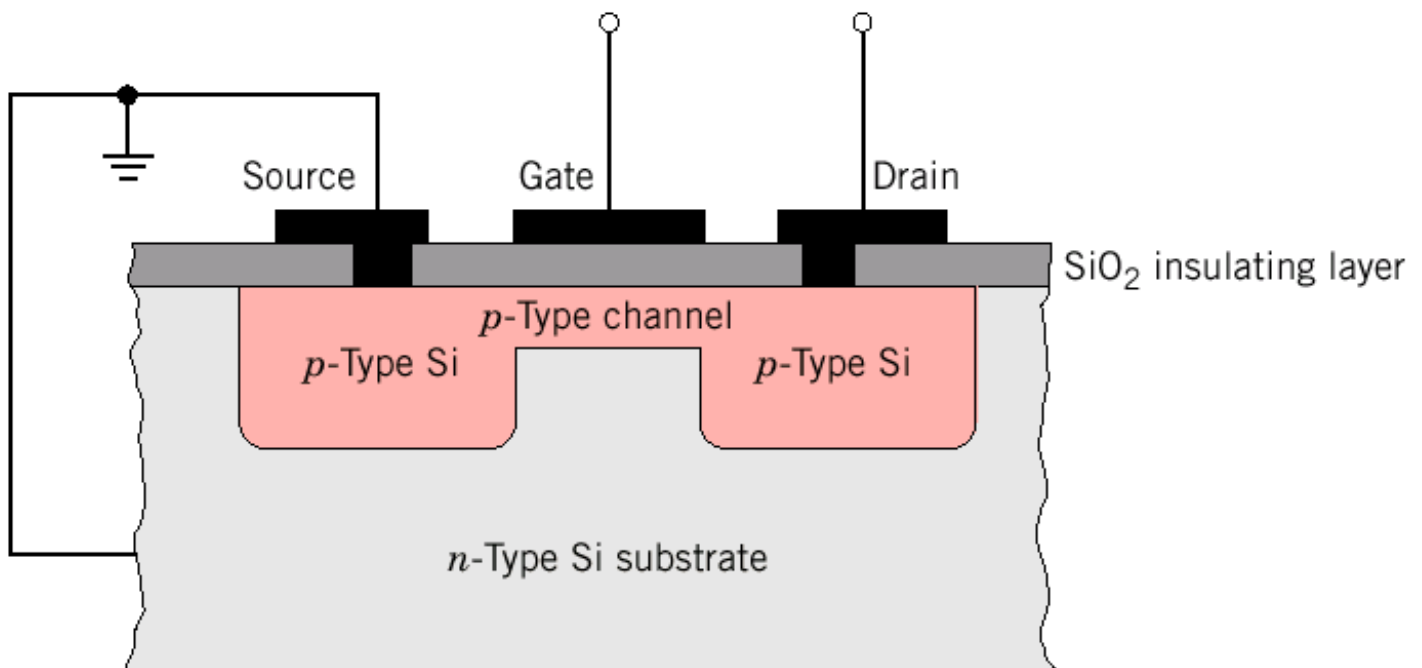 Source
Gate
Drain
SiO₂ insulating layer
p-Type channel
p-Type Si
p-Type Si
n-Type Si substrate